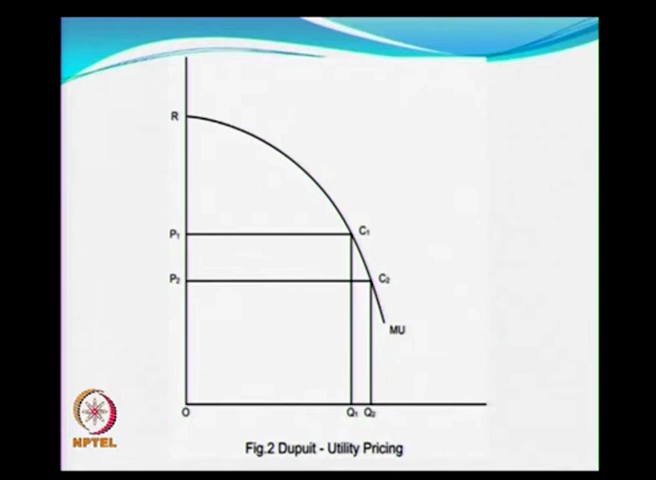 R
P₁
C₁
P₂
C₂
MU
O
Q₁ Q₂
NPTEL
Fig.2 Dupuit - Utility Pricing